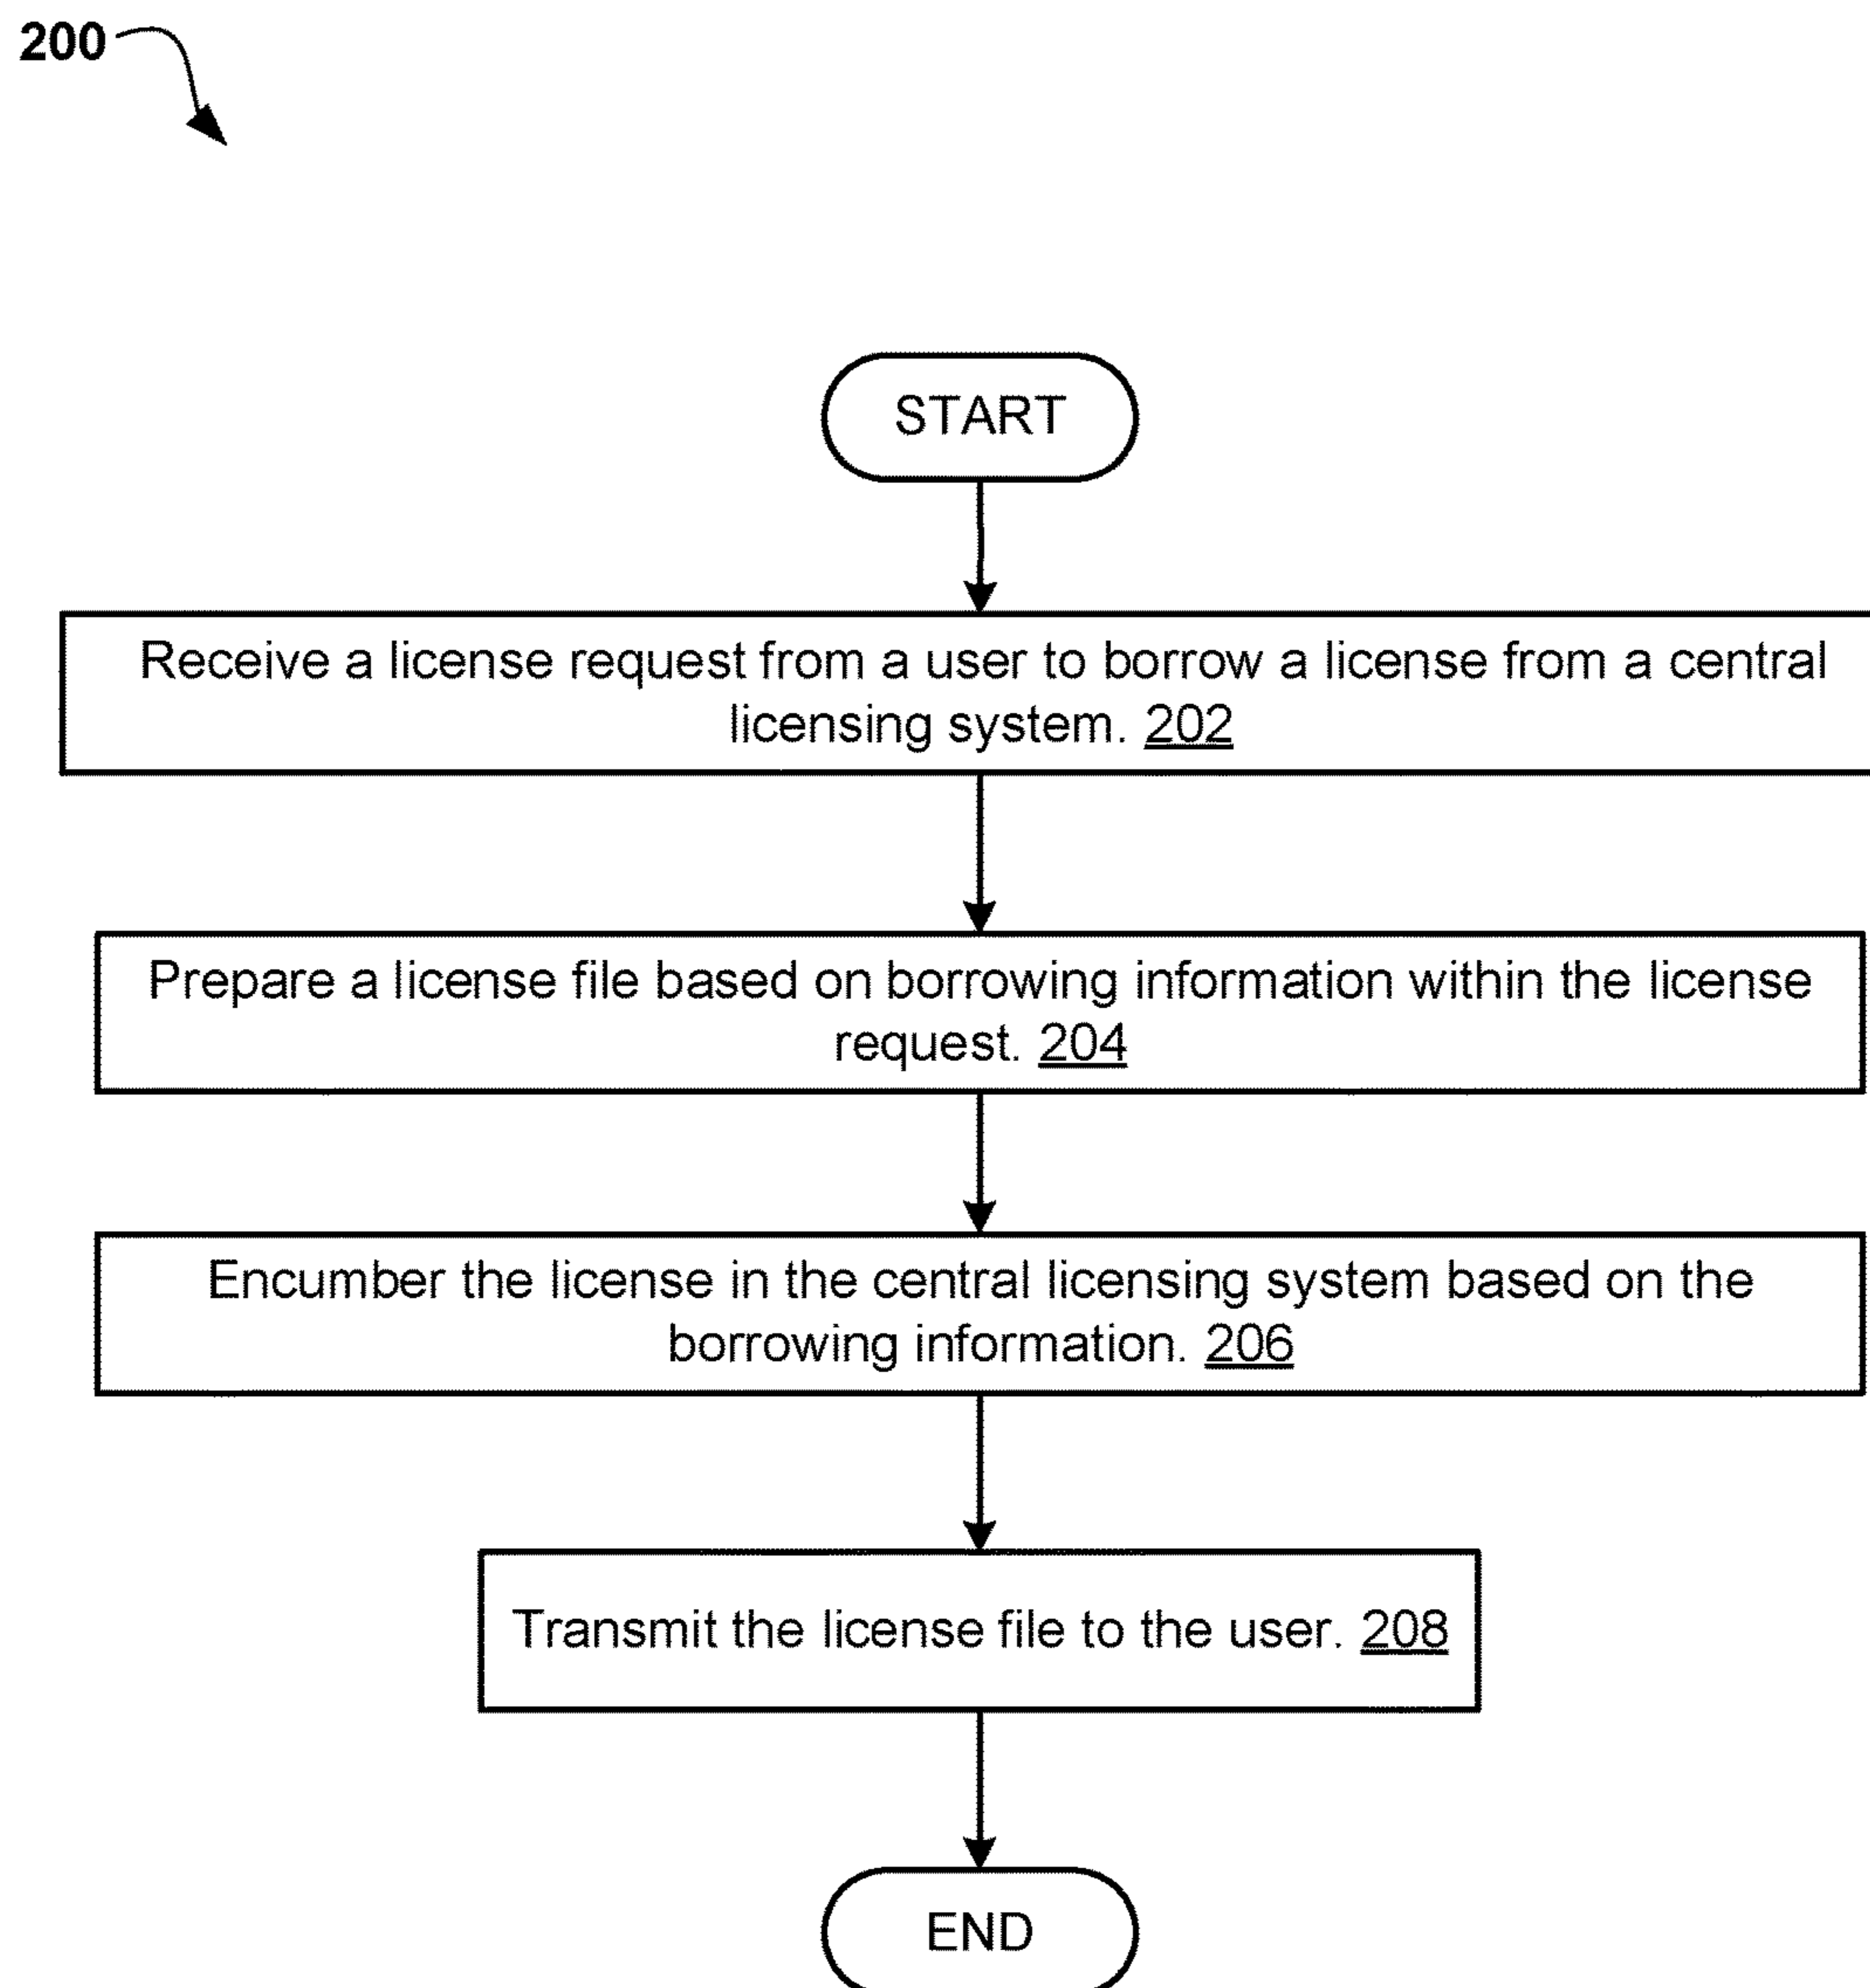 200
START
Receive a license request from a user to borrow a license from a central
licensing system. 202
Prepare a license file based on borrowing information within the license
request. 204
Encumber the license in the central licensing system based on the
borrowing information. 206
Transmit the license file to the user. 208
END